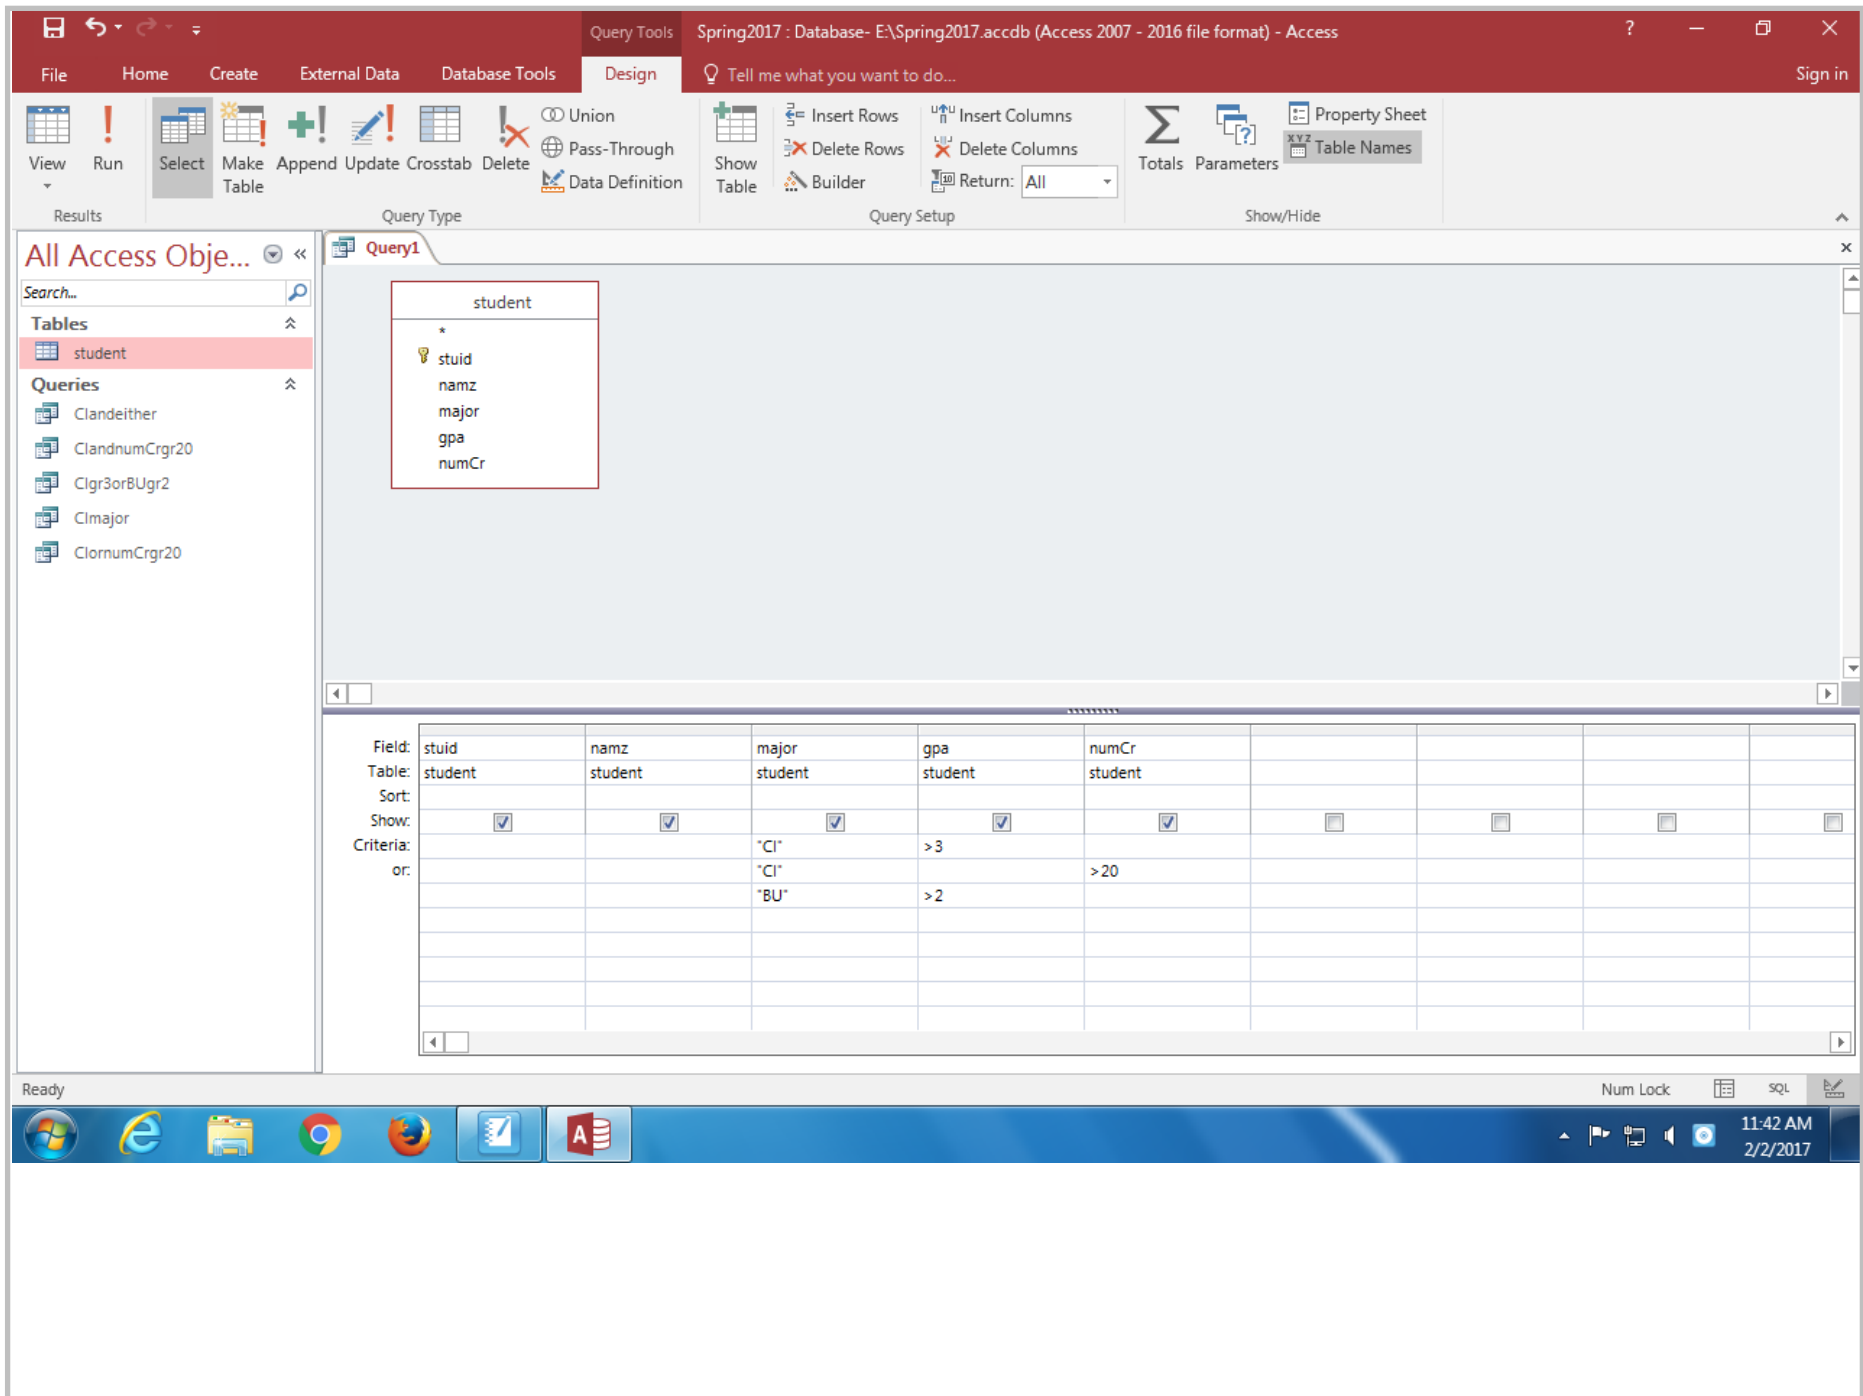 Query Tools Spring2017 : Database- E:\Spring2017.accdb (Access 2007 - 2016 file format) - Access ?
File Home Create External Data Database Tools Design Tell me what you want to do... Sign in
View
Run
Select
Make
Table
Append
Update
Crosstab
Delete
Union
Pass-Through
Data Definition
Show
Table
Insert Rows
Delete Rows
Builder
Insert Columns
Delete Columns
Return: All
Totals
Parameters
Property Sheet
Table Names
Results Query Type Query Setup Show/Hide
All Access Obje... «
Search...
Tables
student
Queries
CIandeither
CIandnumCrgr20
CIgr3orBUgr2
CImajor
CIornumCrgr20
Query1
student
*
stuid
namz
major
gpa
numCr
Field: stuid namz major gpa numCr
Table: student student student student student
Sort:
Show:
Criteria: "CI" >3
or: "CI" >20
"BU" >2
Ready Num Lock SQL
11:42 AM
2/2/2017